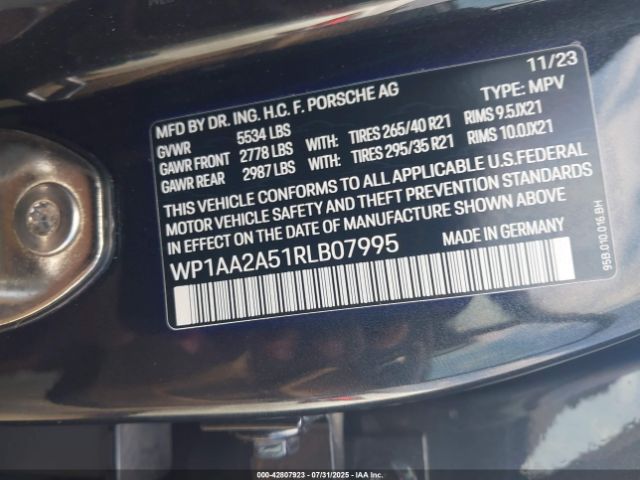 11/23
MFD BY DR. ING. H.C. F. PORSCHE AG
TYPE: MPV
GVWR 5534 LBS
GAWR FRONT 2778 LBS WITH: TIRES 265/40 R21 RIMS 9.5JX21
GAWR REAR 2987 LBS WITH: TIRES 295/35 R21 RIMS 10.0JX21
THIS VEHICLE CONFORMS TO ALL APPLICABLE U.S.FEDERAL
MOTOR VEHICLE SAFETY AND THEFT PREVENTION STANDARDS
IN EFFECT ON THE DATE OF MANUFACTURE SHOWN ABOVE
WP1AA2A51RLB07995
MADE IN GERMANY
95B.010.016.BH
000-42807923 | 07/31/2025 | IAAI.COM